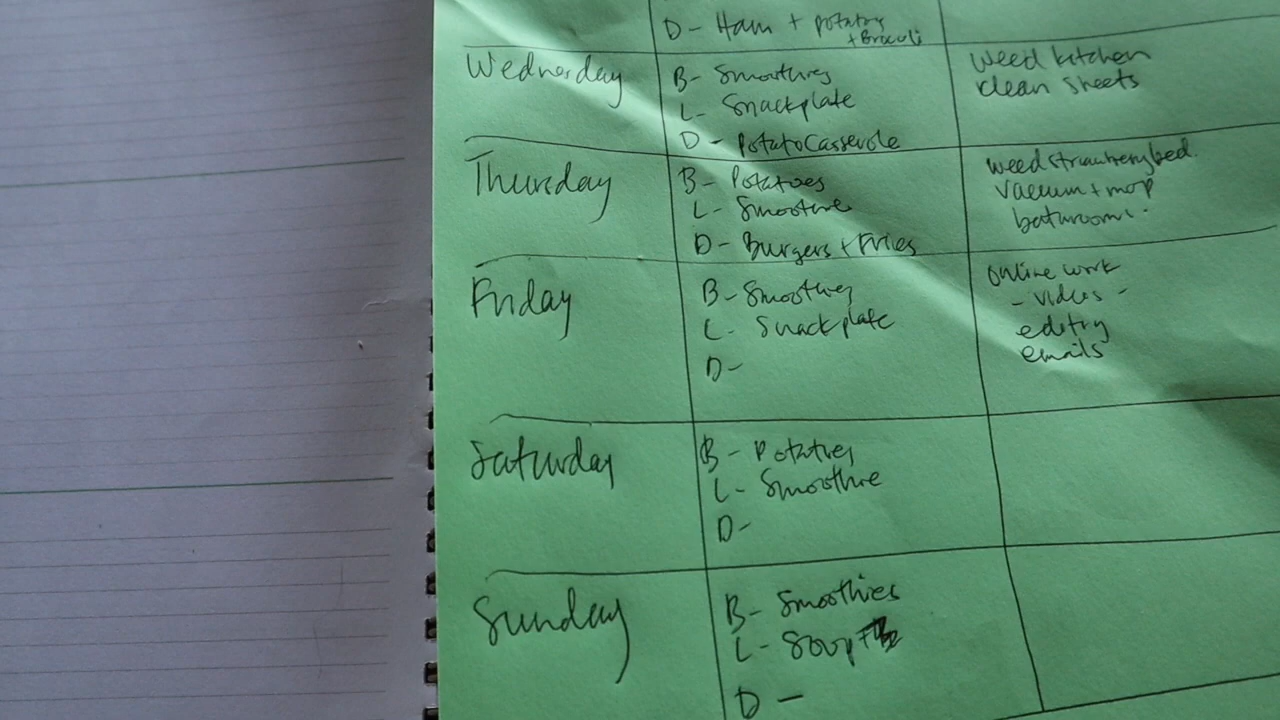 D- Ham + potatoes
+ Brocoli
Wednesday
B- Smoothies
L- Snackplate
D- Potato Casserole
weed kitchen
clean sheets
Thursday
B- Potatoes
L- Smoothie
D- Burgers + Fries
weed strawberry bed.
vacuum + mop
bathrooms.
Friday
B- Smoothies
L- Snackplate
D-
online work
- videos -
editing
emails
Saturday
B- Potatoes
L- Smoothie
D-
Sunday
B- Smoothies
L- Soup
D-